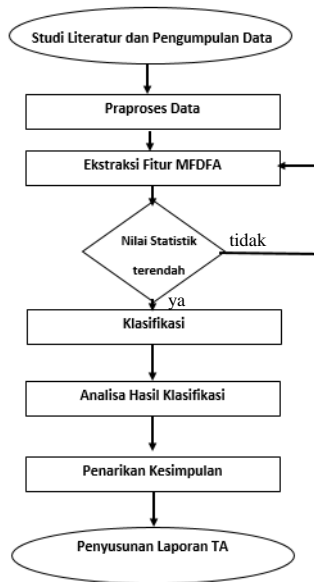 Studi Literatur dan Pengumpulan Data
Praproses Data
Ekstraksi Fitur MFDFA
Nilai Statistik
terendah
tidak
ya
Klasifikasi
Analisa Hasil Klasifikasi
Penarikan Kesimpulan
Penyusunan Laporan TA